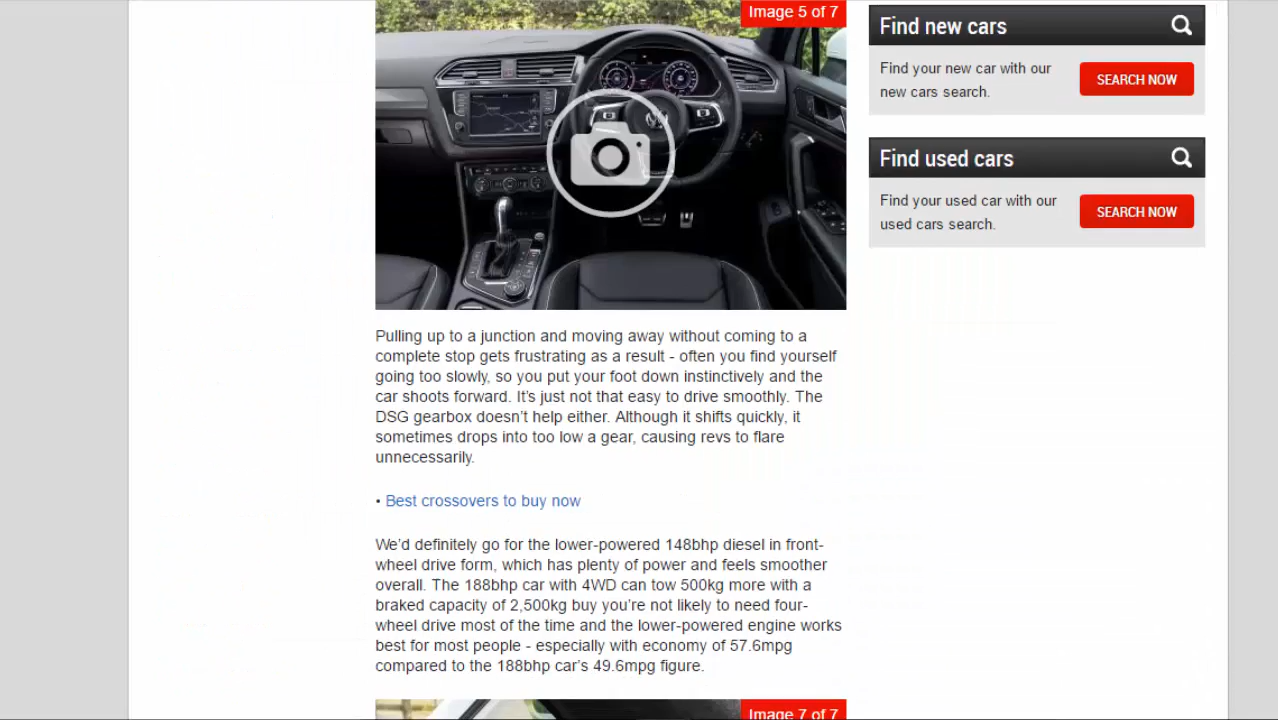 Image 5 of 7
Find new cars
Find your new car with our
new cars search.
SEARCH NOW
Find used cars
Find your used car with our
used cars search.
SEARCH NOW
Pulling up to a junction and moving away without coming to a
complete stop gets frustrating as a result - often you find yourself
going too slowly, so you put your foot down instinctively and the
car shoots forward. It’s just not that easy to drive smoothly. The
DSG gearbox doesn’t help either. Although it shifts quickly, it
sometimes drops into too low a gear, causing revs to flare
unnecessarily.
• Best crossovers to buy now
We’d definitely go for the lower-powered 148bhp diesel in front-
wheel drive form, which has plenty of power and feels smoother
overall. The 188bhp car with 4WD can tow 500kg more with a
braked capacity of 2,500kg buy you’re not likely to need four-
wheel drive most of the time and the lower-powered engine works
best for most people - especially with economy of 57.6mpg
compared to the 188bhp car’s 49.6mpg figure.
Image 7 of 7